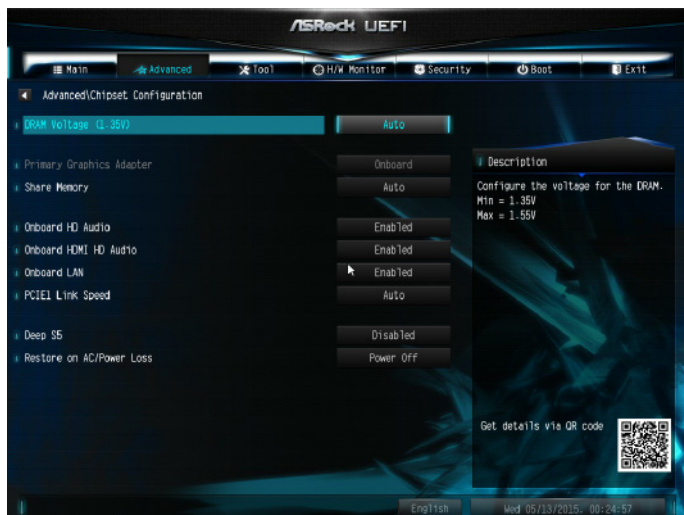 ASRock UEFI
Main Advanced Tool H/W Monitor Security Boot Exit
Advanced\Chipset Configuration
DRAM Voltage (1.35V) Auto
Primary Graphics Adapter Onboard
Share Memory Auto
Onboard HD Audio Enabled
Onboard HDMI HD Audio Enabled
Onboard LAN Enabled
PCIE1 Link Speed Auto
Deep S5 Disabled
Restore on AC/Power Loss Power Off
Description
Configure the voltage for the DRAM.
Min = 1.35V
Max = 1.55V
Get details via QR code
English Wed 05/13/2015. 00:24:57